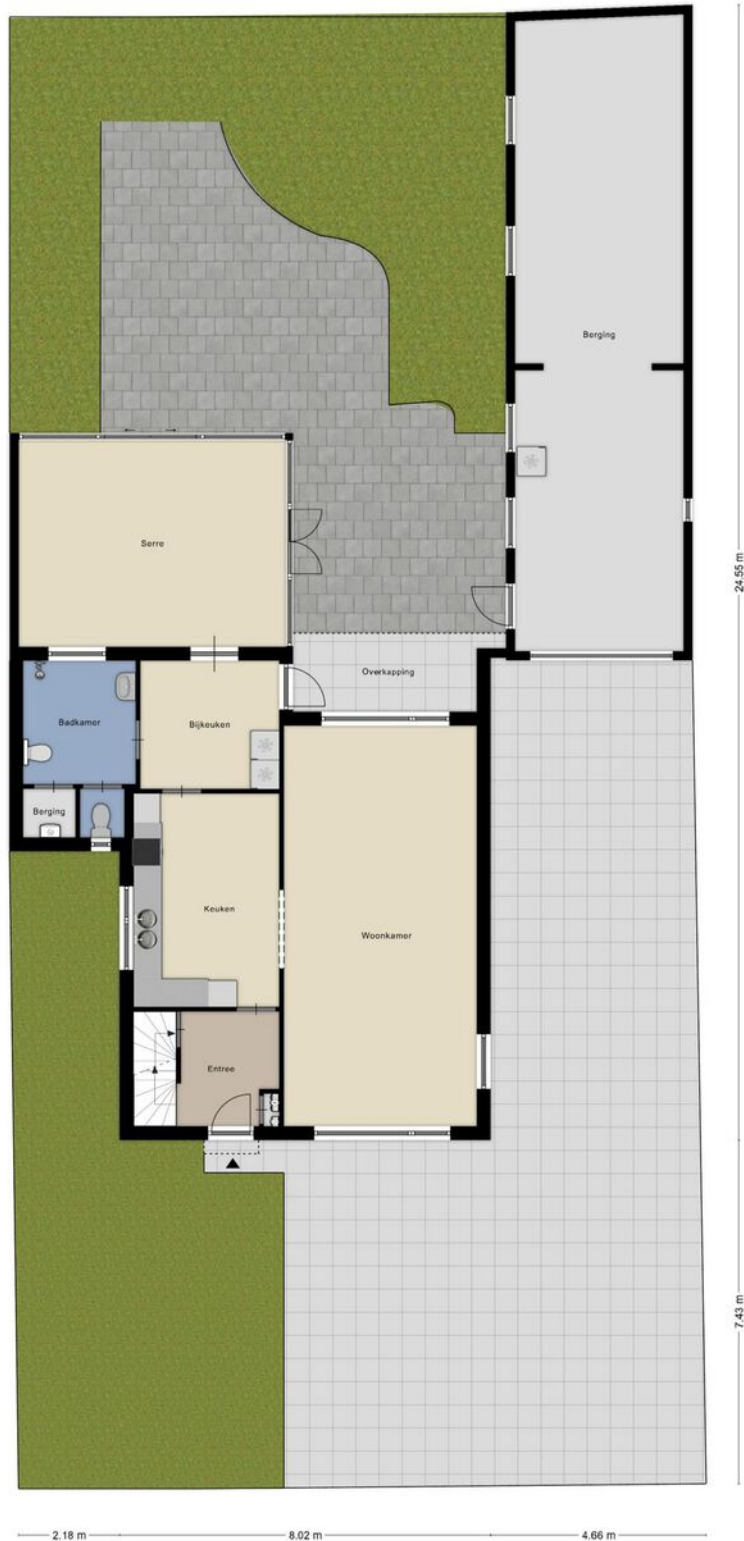 Berging
24.55 m
Serre
Overkapping
Badkamer
Bijkeuken
Berging
Keuken
Woonkamer
Entree
7.43 m
2.18 m
8.02 m
4.66 m